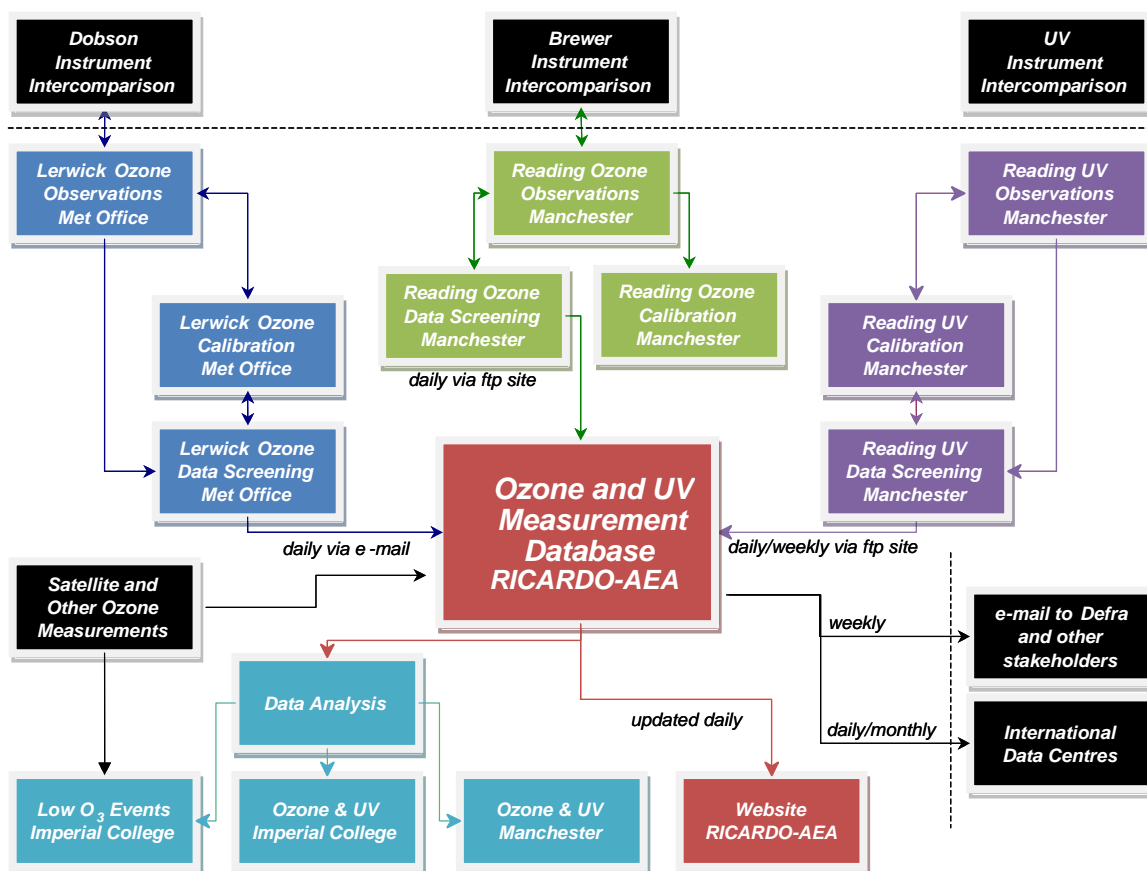 Dobson
Instrument
Intercomparison
Brewer
Instrument
Intercomparison
UV
Instrument
Intercomparison
Lerwick Ozone
Observations
Met Office
Reading Ozone
Observations
Manchester
Reading UV
Observations
Manchester
Reading Ozone
Data Screening
Manchester
Reading Ozone
Calibration
Manchester
Lerwick Ozone
Calibration
Met Office
Reading UV
Calibration
Manchester
daily via ftp site
Lerwick Ozone
Data Screening
Met Office
Reading UV
Data Screening
Manchester
Ozone and UV
Measurement
Database
RICARDO-AEA
daily via e-mail
daily/weekly via ftp site
Satellite and
Other Ozone
Measurements
weekly
e-mail to Defra
and other
stakeholders
Data Analysis
updated daily
daily/monthly
International
Data Centres
Low O3 Events
Imperial College
Ozone & UV
Imperial College
Ozone & UV
Manchester
Website
RICARDO-AEA